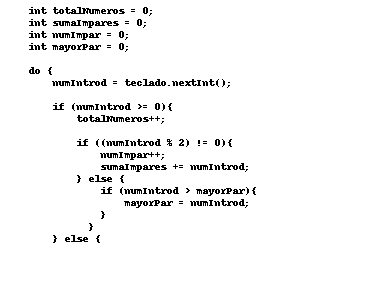 int totalNumeros = 0;
int sumaImpares = 0;
int numImpar = 0;
int mayorPar = 0;
do {
numIntrod = teclado.nextInt();
if (numIntrod >= 0){
totalNumeros++;
if ((numIntrod % 2) != 0){
numImpar++;
sumaImpares += numIntrod;
} else {
if (numIntrod > mayorPar){
mayorPar = numIntrod;
}
}
} else {